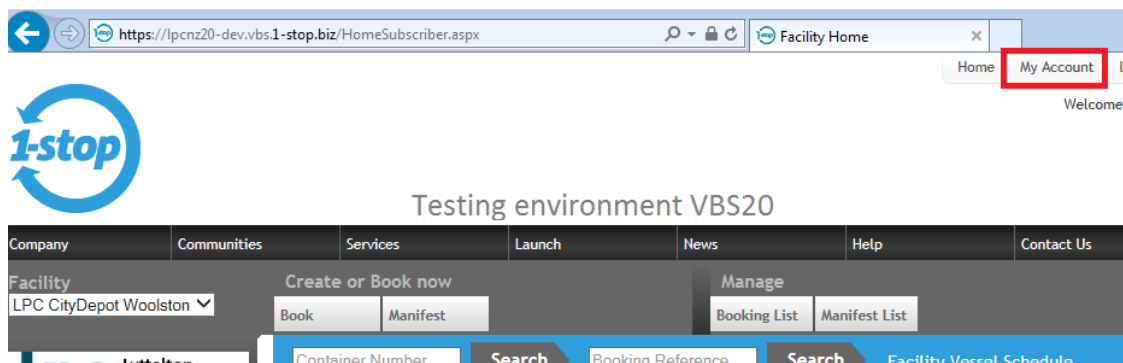 https://lpcnz20-dev.vbs.1-stop.biz/HomeSubscriber.aspx
Facility Home
Home My Account
Welcome
1-stop
Testing environment VBS20
Company Communities Services Launch News Help Contact Us
Facility Create or Book now Manage
LPC CityDepot Woolston Book Manifest Booking List Manifest List
Lyttelton Container Number Search Booking Reference Search Facility Vessel Schedule